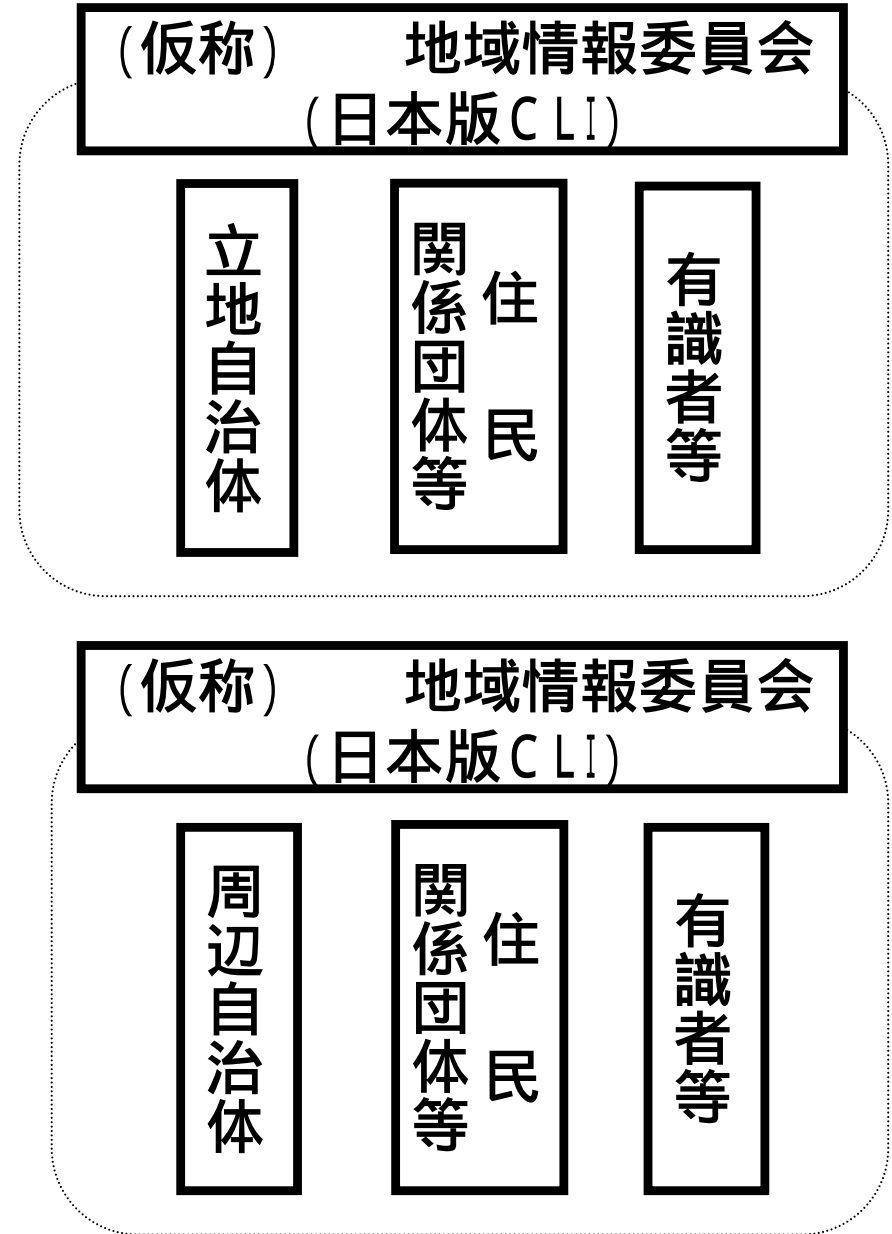 (仮称)　　地域情報委員会
(日本版CLI)
立地自治体
住　民
関係団体等
有識者等
(仮称)　　地域情報委員会
(日本版CLI)
周辺自治体
住　民
関係団体等
有識者等